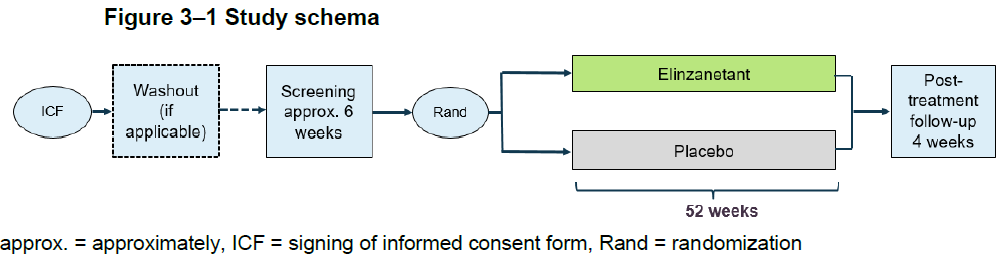 Figure 3–1 Study schema
ICF
Washout
(if
applicable)
Screening
approx. 6
weeks
Rand
Elinzanetant
Placebo
52 weeks
Post-
treatment
follow-up
4 weeks
approx. = approximately, ICF = signing of informed consent form, Rand = randomization